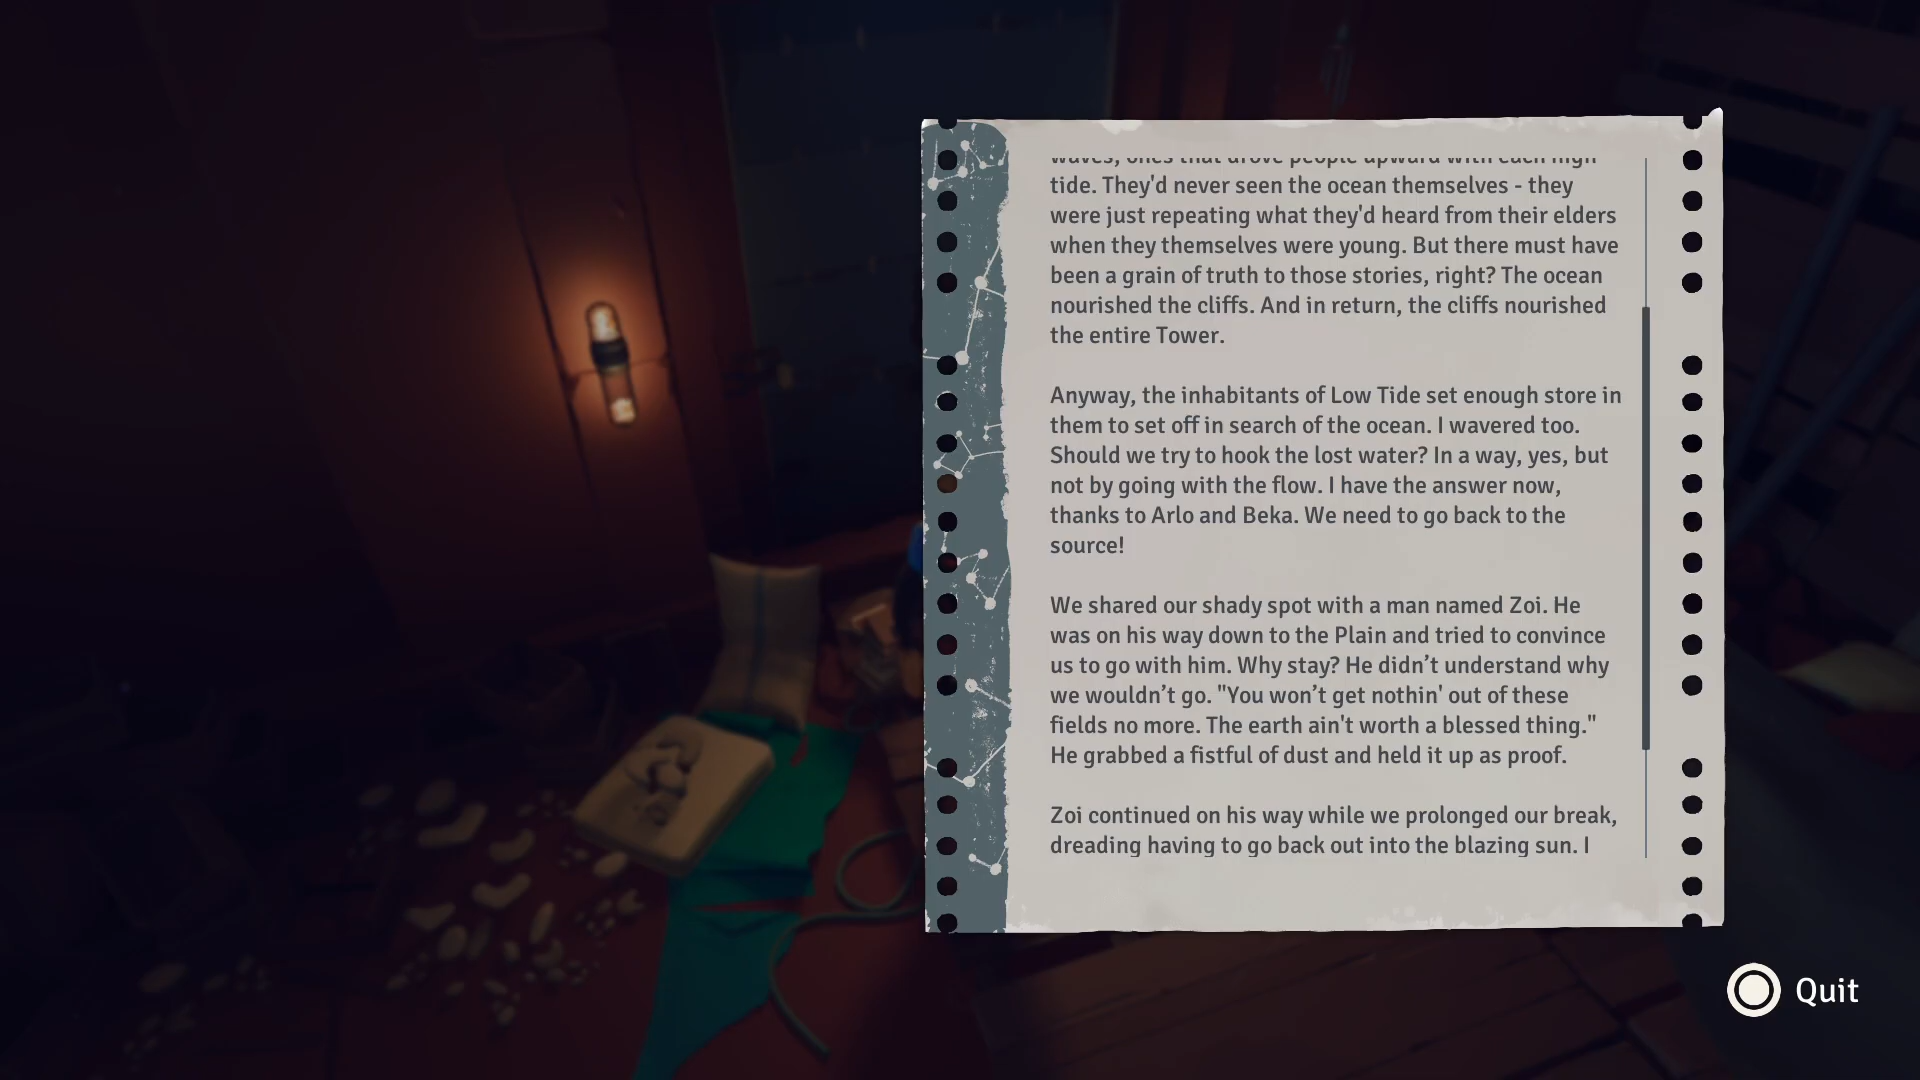 waves, ones that drove people upward with each high
tide. They'd never seen the ocean themselves - they
were just repeating what they'd heard from their elders
when they themselves were young. But there must have
been a grain of truth to those stories, right? The ocean
nourished the cliffs. And in return, the cliffs nourished
the entire Tower.
Anyway, the inhabitants of Low Tide set enough store in
them to set off in search of the ocean. I wavered too.
Should we try to hook the lost water? In a way, yes, but
not by going with the flow. I have the answer now,
thanks to Arlo and Beka. We need to go back to the
source!
We shared our shady spot with a man named Zoi. He
was on his way down to the Plain and tried to convince
us to go with him. Why stay? He didn’t understand why
we wouldn’t go. "You won’t get nothin' out of these
fields no more. The earth ain't worth a blessed thing."
He grabbed a fistful of dust and held it up as proof.
Zoi continued on his way while we prolonged our break,
dreading having to go back out into the blazing sun. I
Quit